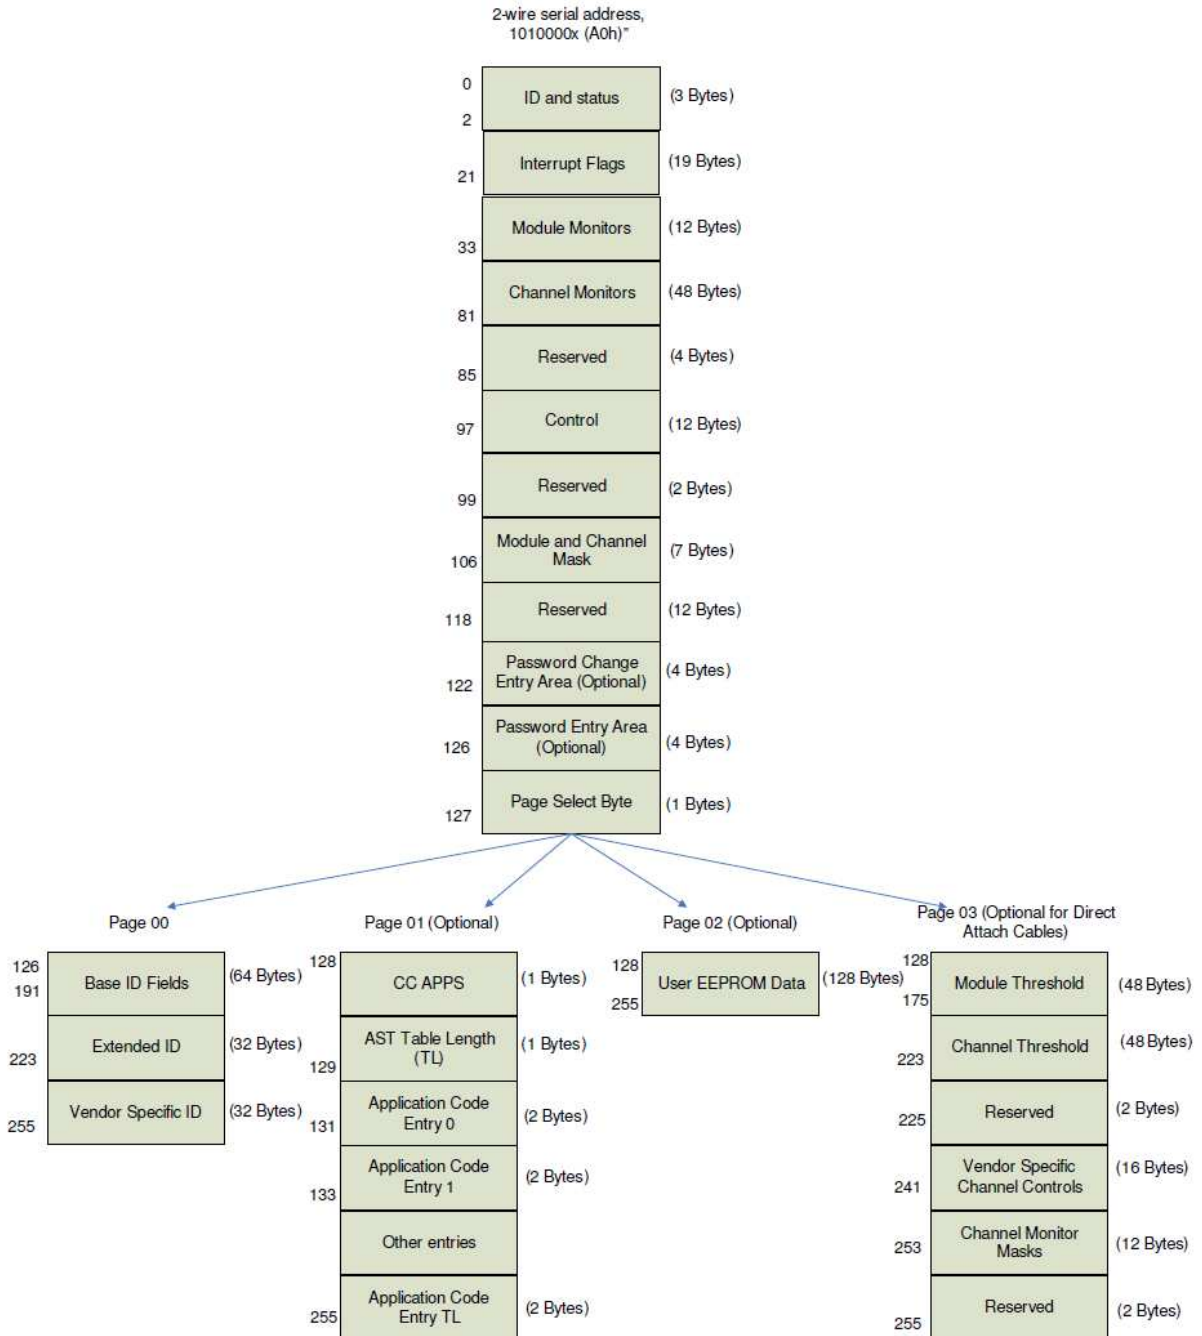 2-wire serial address,
1010000x (A0h)"
0
ID and status
(3 Bytes)
2
Interrupt Flags
(19 Bytes)
21
Module Monitors
(12 Bytes)
33
Channel Monitors
(48 Bytes)
81
Reserved
(4 Bytes)
85
Control
(12 Bytes)
97
Reserved
(2 Bytes)
99
Module and Channel
Mask
(7 Bytes)
106
Reserved
(12 Bytes)
118
Password Change
Entry Area (Optional)
(4 Bytes)
122
Password Entry Area
(Optional)
(4 Bytes)
126
Page Select Byte
(1 Bytes)
127
Page 00
126
191
Base ID Fields
(64 Bytes)
Extended ID
(32 Bytes)
223
Vendor Specific ID
(32 Bytes)
255
Page 01 (Optional)
128
CC APPS
(1 Bytes)
AST Table Length
(TL)
(1 Bytes)
129
Application Code
Entry 0
(2 Bytes)
131
Application Code
Entry 1
(2 Bytes)
133
Other entries
Application Code
Entry TL
(2 Bytes)
255
Page 02 (Optional)
128
User EEPROM Data
(128 Bytes)
255
Page 03 (Optional for Direct
Attach Cables)
128
Module Threshold
(48 Bytes)
175
Channel Threshold
(48 Bytes)
223
Reserved
(2 Bytes)
225
Vendor Specific
Channel Controls
(16 Bytes)
241
Channel Monitor
Masks
(12 Bytes)
253
Reserved
(2 Bytes)
255